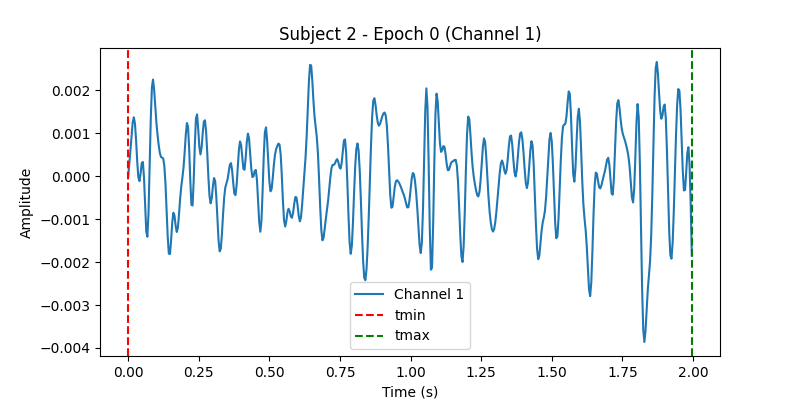 Subject 2 - Epoch 0 (Channel 1)
Amplitude
0.002
0.001
0.000
−0.001
−0.002
−0.003
−0.004
Channel 1
tmin
tmax
0.00 0.25 0.50 0.75 1.00 1.25 1.50 1.75 2.00
Time (s)